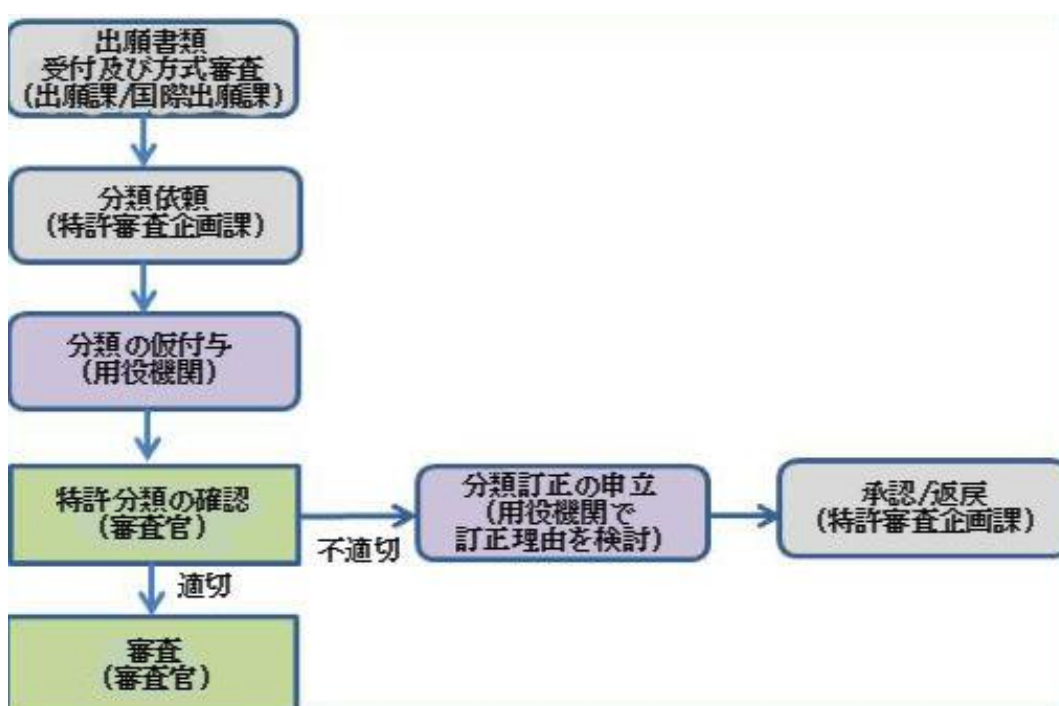 出願書類
受付及び方式審査
(出願課/国際出願課)
分類依頼
(特許審査企画課)
分類の仮付与
(用役機関)
特許分類の確認
(審査官)
不適切
分類訂正の申立
(用役機関で
訂正理由を検討)
承認/返戻
(特許審査企画課)
適切
審査
(審査官)